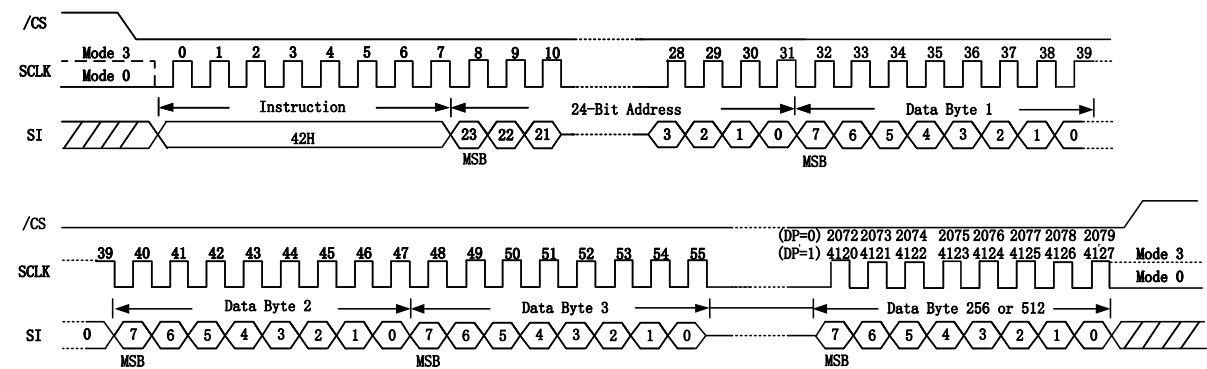 /CS
Mode 3 0 1 2 3 4 5 6 7 8 9 10 28 29 30 31 32 33 34 35 36 37 38 39
SCLK Mode 0
Instruction 24-Bit Address Data Byte 1
SI 42H 23 22 21 3 2 1 0 7 6 5 4 3 2 1 0
MSB MSB
/CS
(DP=0) 2072 2073 2074 2075 2076 2077 2078 2079
39 40 41 42 43 44 45 46 47 48 49 50 51 52 53 54 55 (DP=1) 4120 4121 4122 4123 4124 4125 4126 4127 Mode 3
SCLK Mode 0
Data Byte 2 Data Byte 3 Data Byte 256 or 512
SI 0 7 6 5 4 3 2 1 0 7 6 5 4 3 2 1 0 7 6 5 4 3 2 1 0
MSB MSB MSB